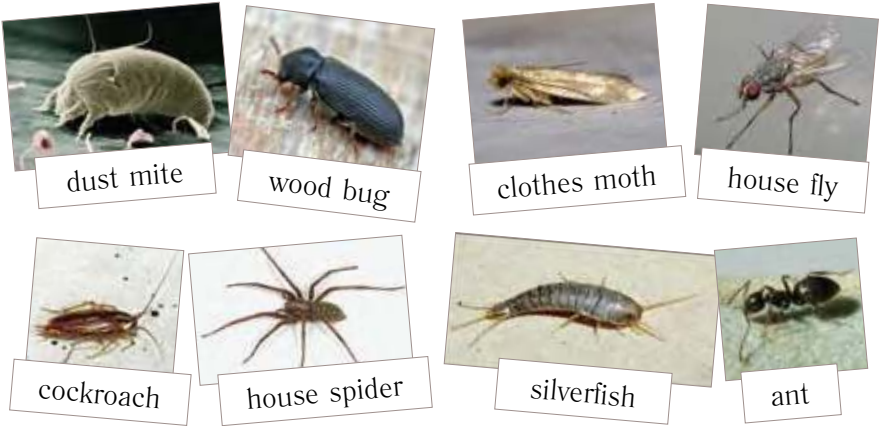 dust mite
wood bug
clothes moth
house fly
cockroach
house spider
silverfish
ant